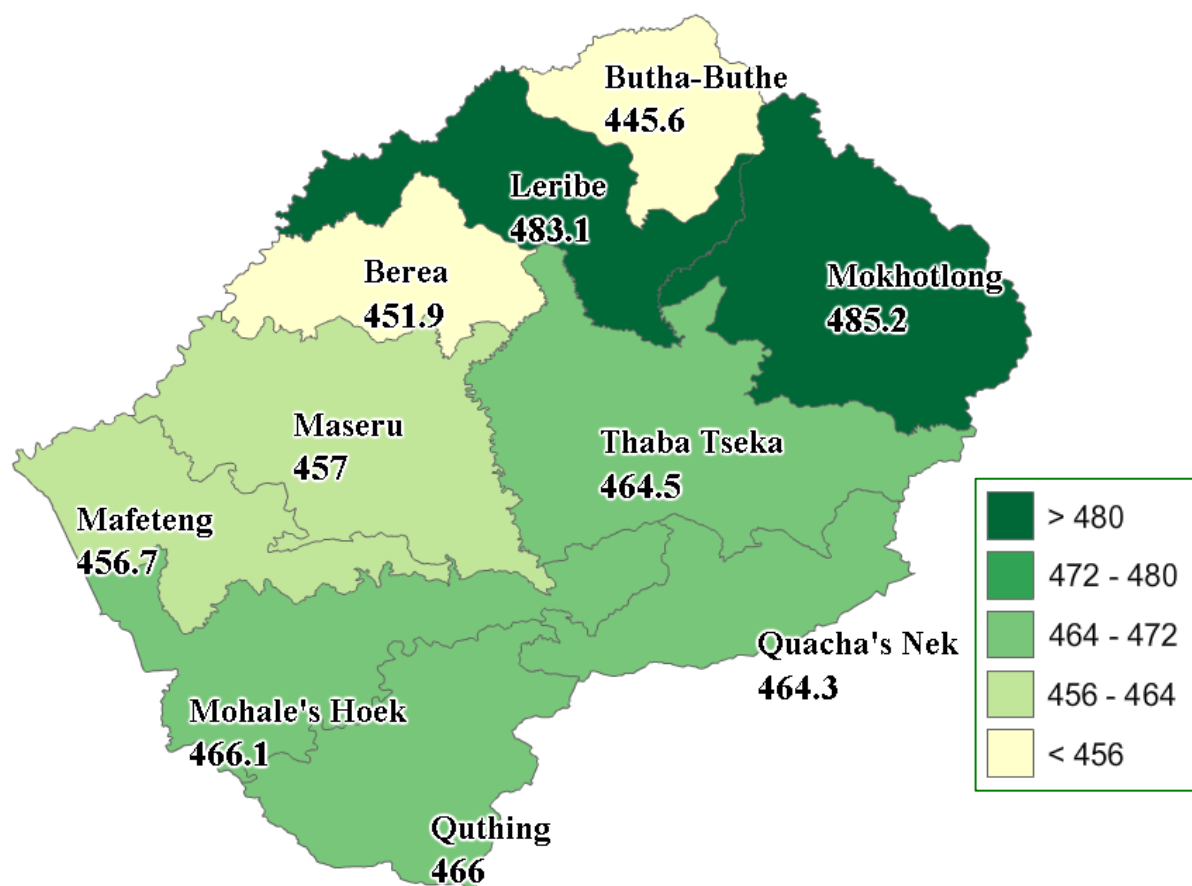 Butha-Buthe
445.6
Leribe
483.1
Berea
451.9
Mokhotlong
485.2
Maseru
457
Thaba Tseka
464.5
Mafeteng
456.7
Quacha's Nek
464.3
Mohale's Hoek
466.1
Quthing
466
> 480
472 - 480
464 - 472
456 - 464
< 456